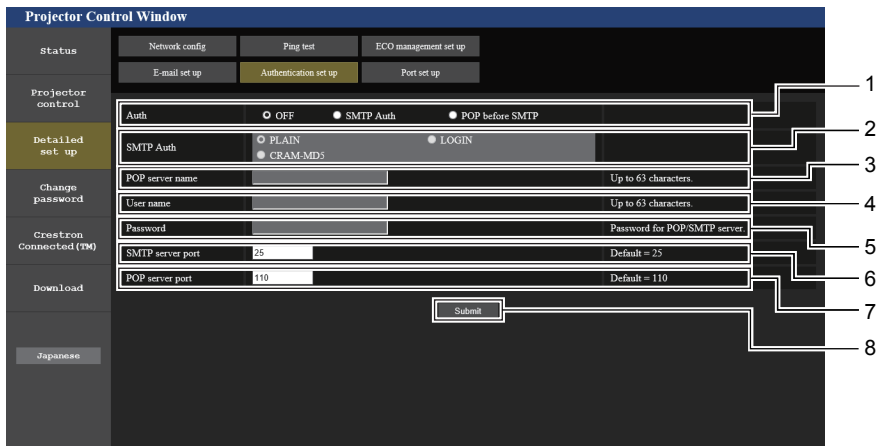 Projector Control Window
Status
Network config
Ping test
ECO management set up
E-mail set up
Authentication set up
Port set up
Projector
control
Detailed
set up
Change
password
Crestron
Connected(TM)
Download
Japanese
Auth
OFF
SMTP Auth
POP before SMTP
1
SMTP Auth
PLAIN
LOGIN
CRAM-MD5
2
POP server name
Up to 63 characters.
3
User name
Up to 63 characters.
4
Password
Password for POP/SMTP server.
5
SMTP server port
25
Default = 25
6
POP server port
110
Default = 110
7
Submit
8